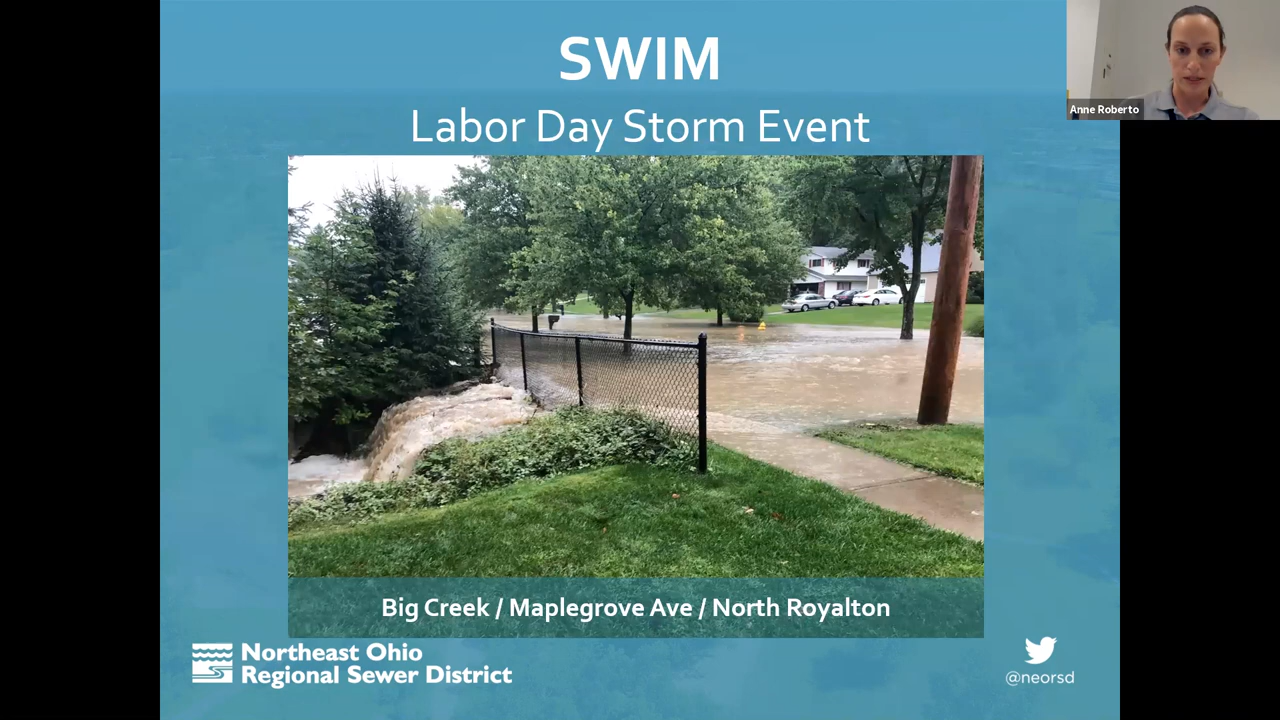 SWIM
Labor Day Storm Event
Anne Roberto
Big Creek / Maplegrove Ave / North Royalton
Northeast Ohio
Regional Sewer District
@neorsd